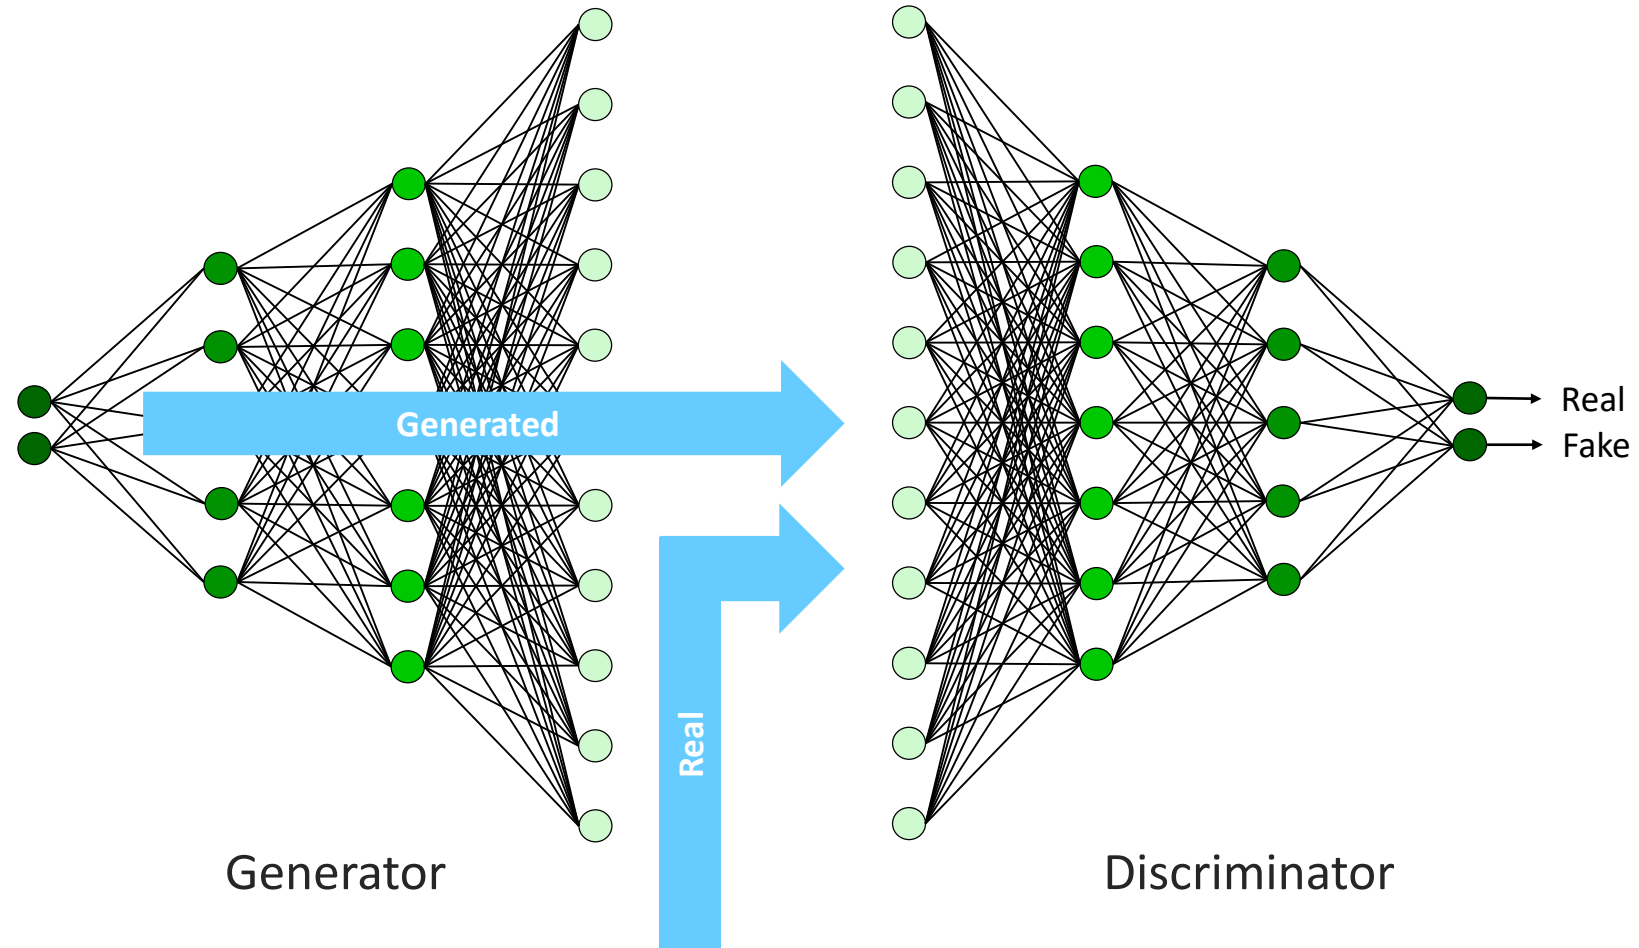 Generated
Real
Real
Fake
Generator
Discriminator